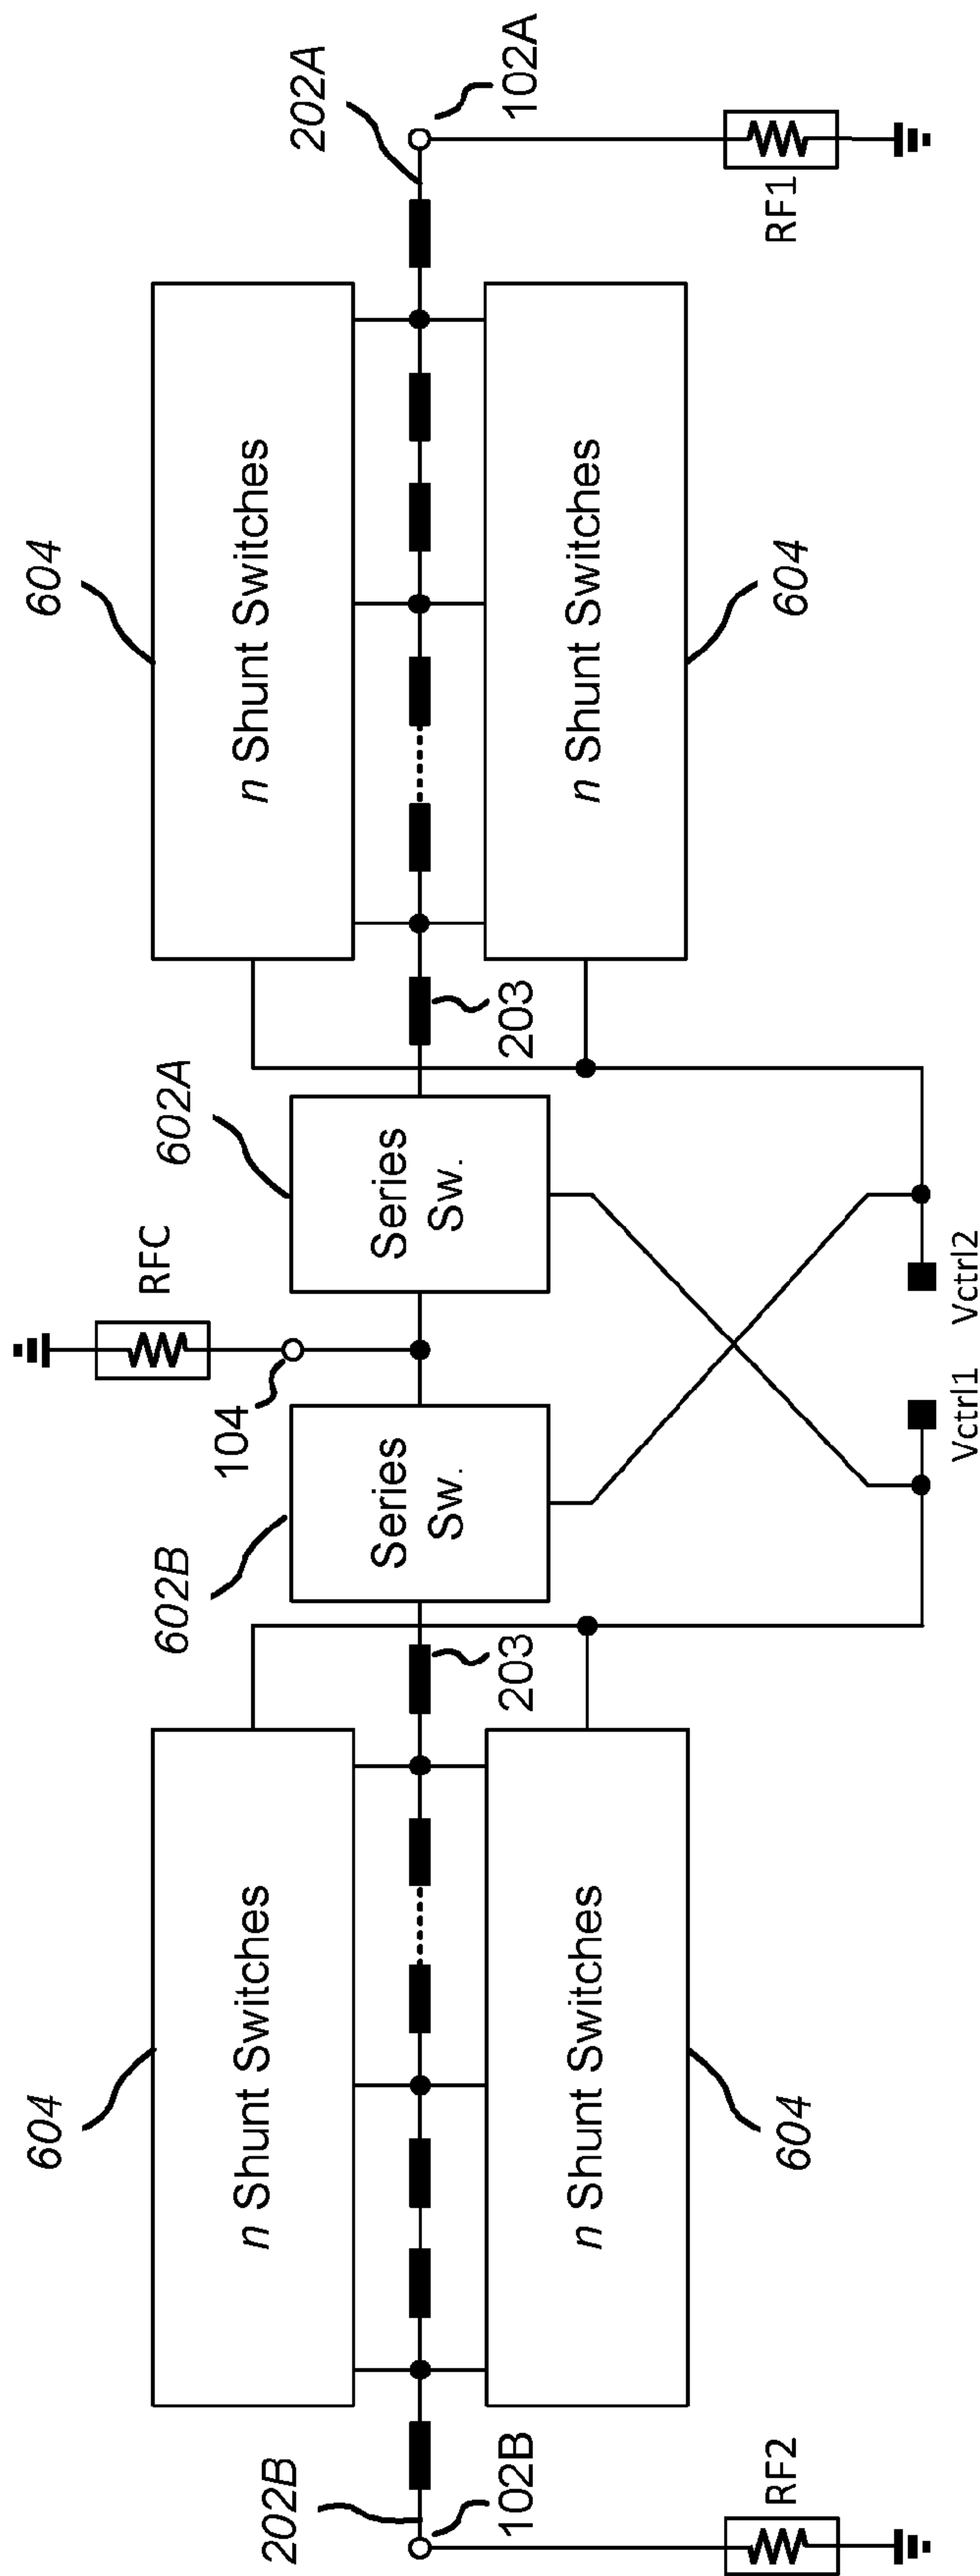 604
604
RFC
602B
602A
104
n Shunt Switches
n Shunt Switches
202B
202A
Series
Sw.
Series
Sw.
102B
203
203
102A
n Shunt Switches
n Shunt Switches
RF2
604
604
RF1
Vctrl1
Vctrl2